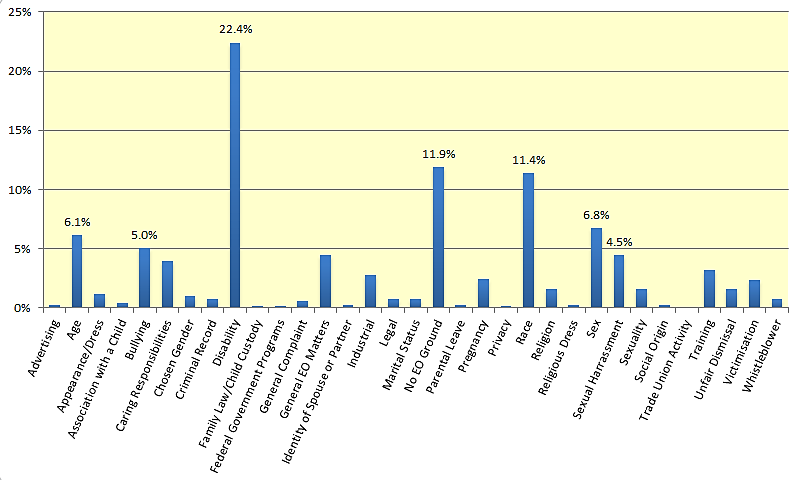 25%
20%
15%
10%
5%
0%
6.1%
5.0%
22.4%
11.9%
11.4%
6.8%
4.5%
Advertising
Age
Appearance/Dress
Association with a Child
Bullying
Caring Responsibilities
Chosen Gender
Criminal Record
Disability
Family Law/Child Custody
Federal Government Programs
General Complaint
General EO Matters
Identity of Spouse or Partner
Industrial
Legal
Marital Status
No EO Ground
Parental Leave
Pregnancy
Privacy
Race
Religion
Religious Dress
Sex
Sexual Harrassment
Sexuality
Social Origin
Trade Union Activity
Training
Unfair Dismissal
Victimisation
Whistleblower